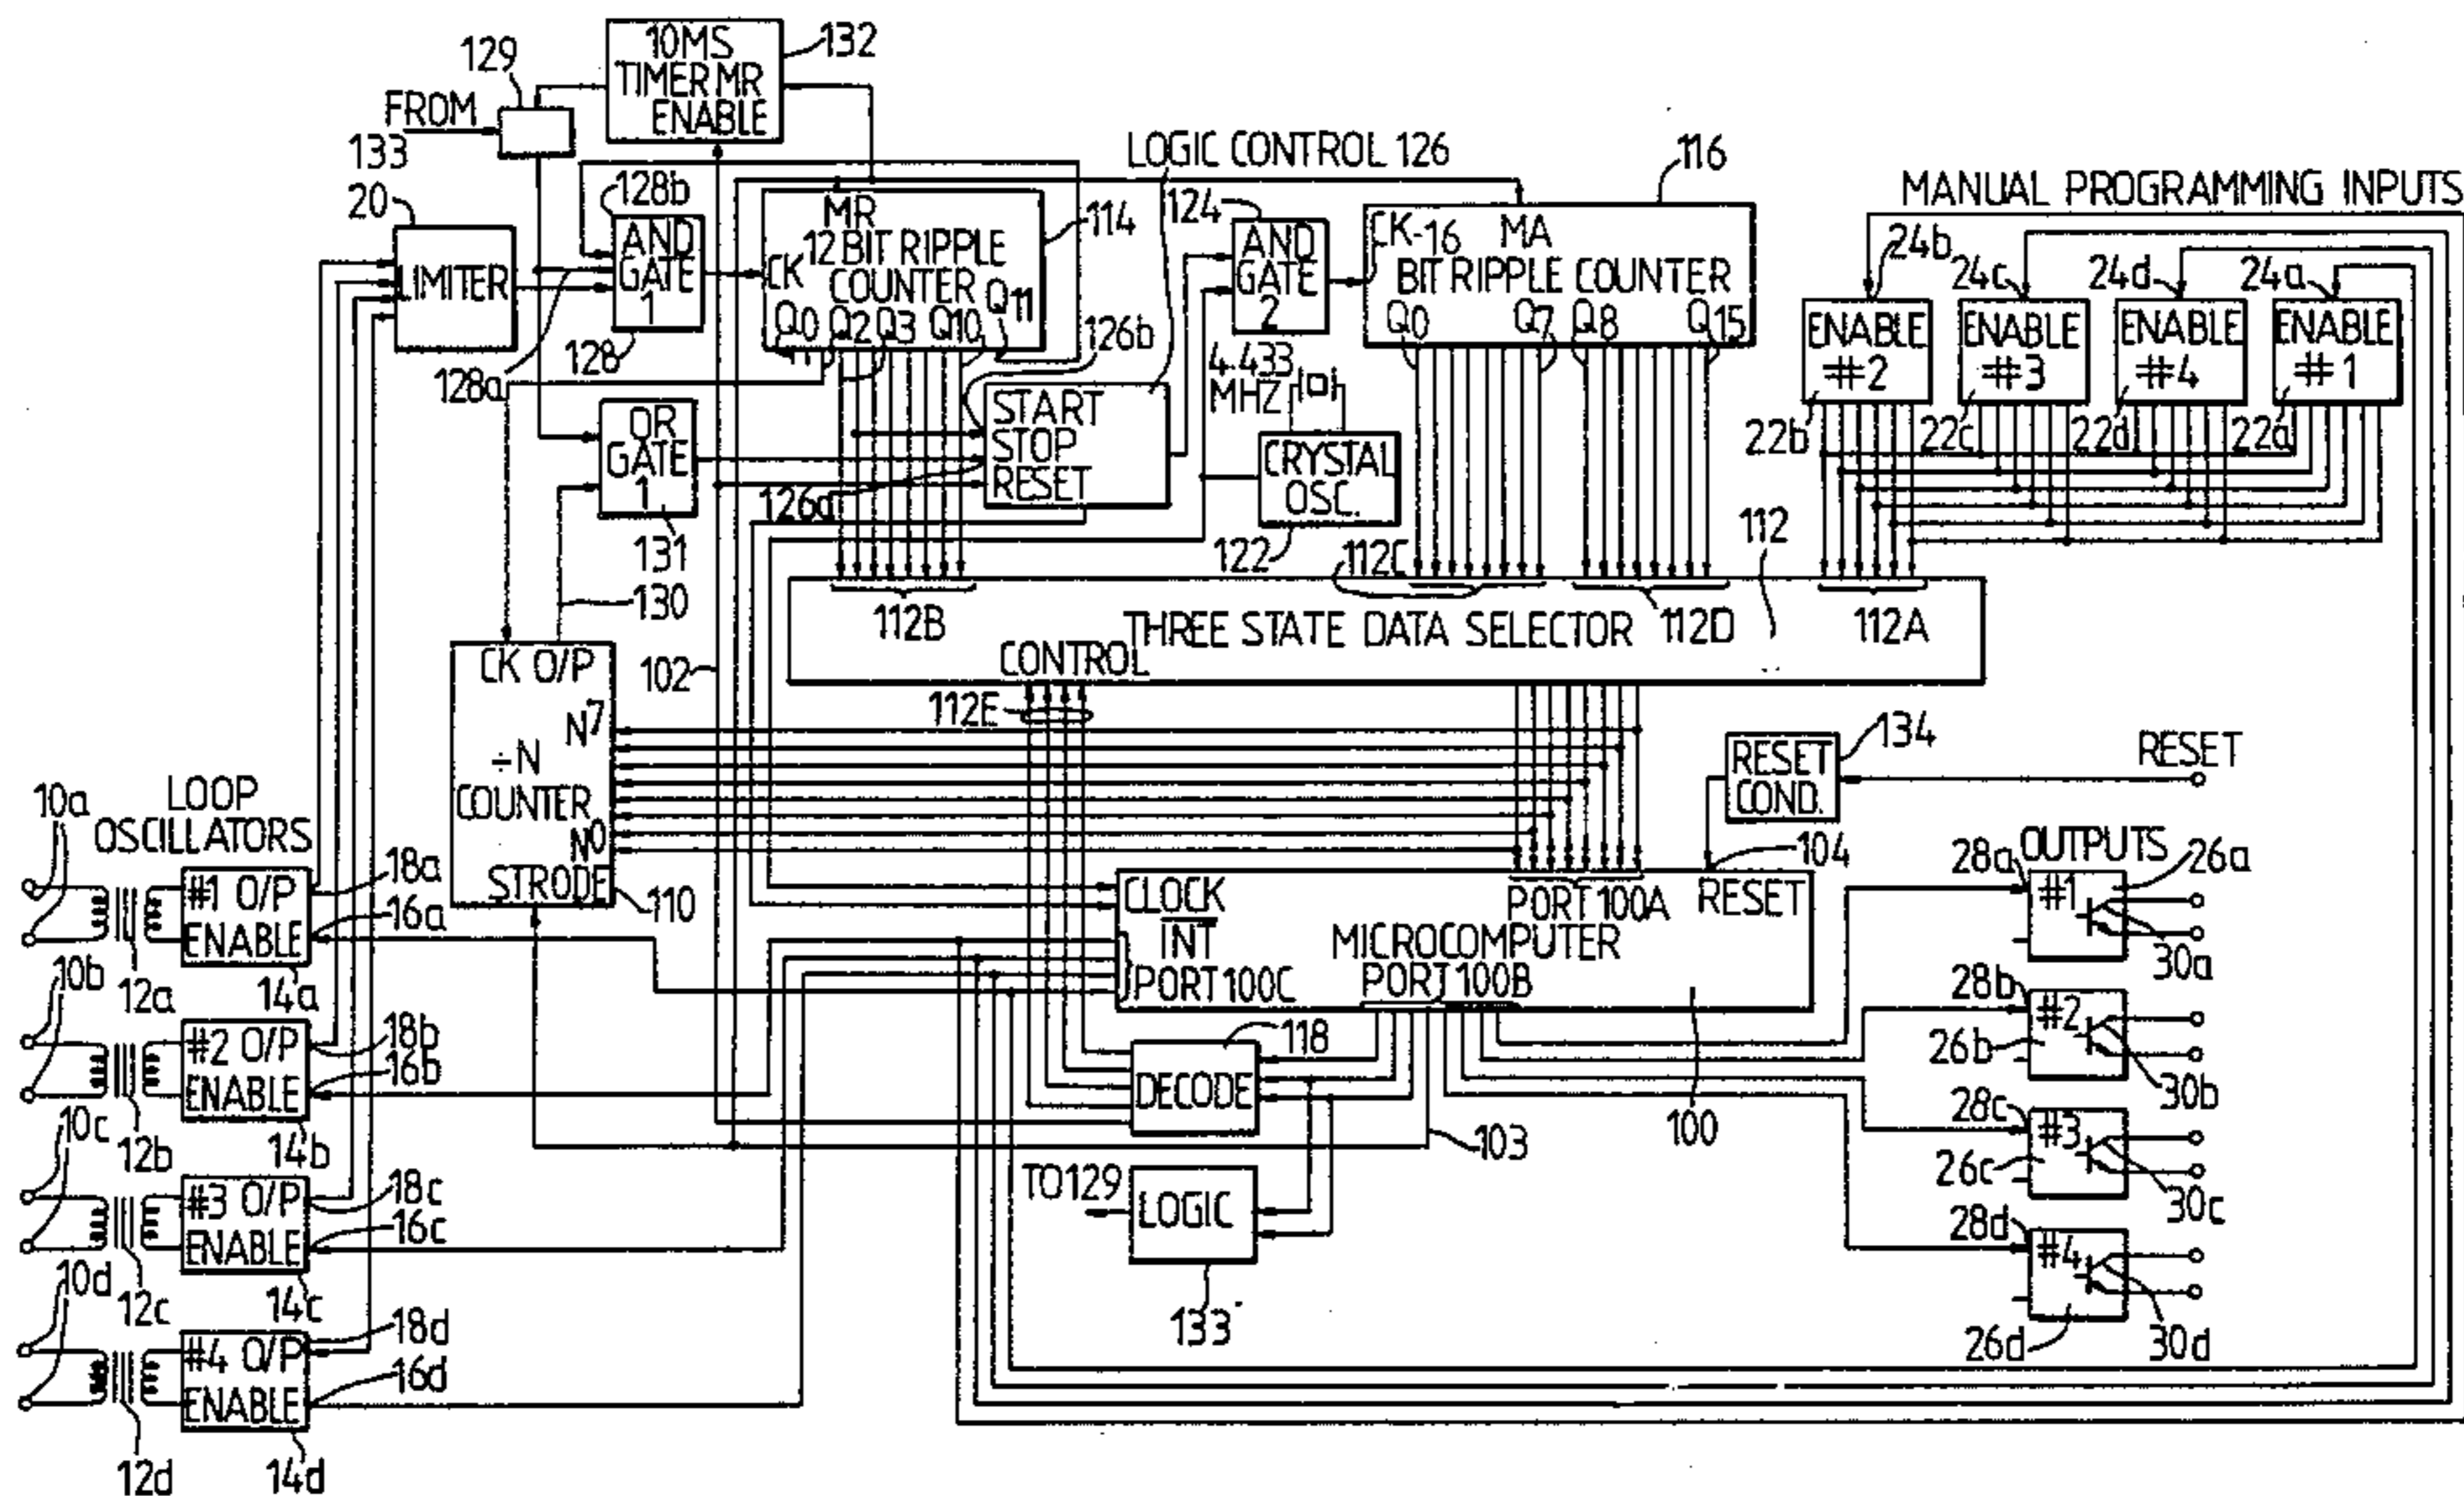 10MS
TIMER MR
ENABLE
132
129
FROM
133
20
LIMITER
128b
AND
GATE
1
128
128a
MR
12 BIT RIPPLE
COUNTER
CK
Q0
Q2
Q3
Q10
Q11
114
LOGIC CONTROL 126
126b
START
STOP
RESET
126a
OR
GATE
1
131
130
124
AND
GATE
2
4.433
MHZ
CRYSTAL
OSC.
122
116
CK-16 MA
BIT RIPPLE COUNTER
Q0
Q7
Q8
Q15
MANUAL PROGRAMMING INPUTS
24b
24c
24d
24a
ENABLE
#2
ENABLE
#3
ENABLE
#4
ENABLE
#1
22b
22c
22d
22a
112
112C
112B
112D
112A
THREE STATE DATA SELECTOR
CONTROL
112E
102
CK O/P
N7
÷N
COUNTER
N0
STRODE
110
RESET
COND.
134
RESET
104
LOOP
OSCILLATORS
10a
#1 O/P
ENABLE
18a
16a
12a
14a
10b
#2 O/P
ENABLE
18b
16b
12b
14b
10c
#3 O/P
ENABLE
18c
16c
12c
14c
10d
#4 O/P
ENABLE
18d
16d
12d
14d
CLOCK
INT
PORT 100C
MICROCOMPUTER
PORT 100B
PORT 100A
RESET
100
118
DECODE
103
TO 129
LOGIC
133
OUTPUTS
28a
#1
26a
30a
28b
#2
26b
30b
28c
#3
26c
30c
28d
#4
26d
30d